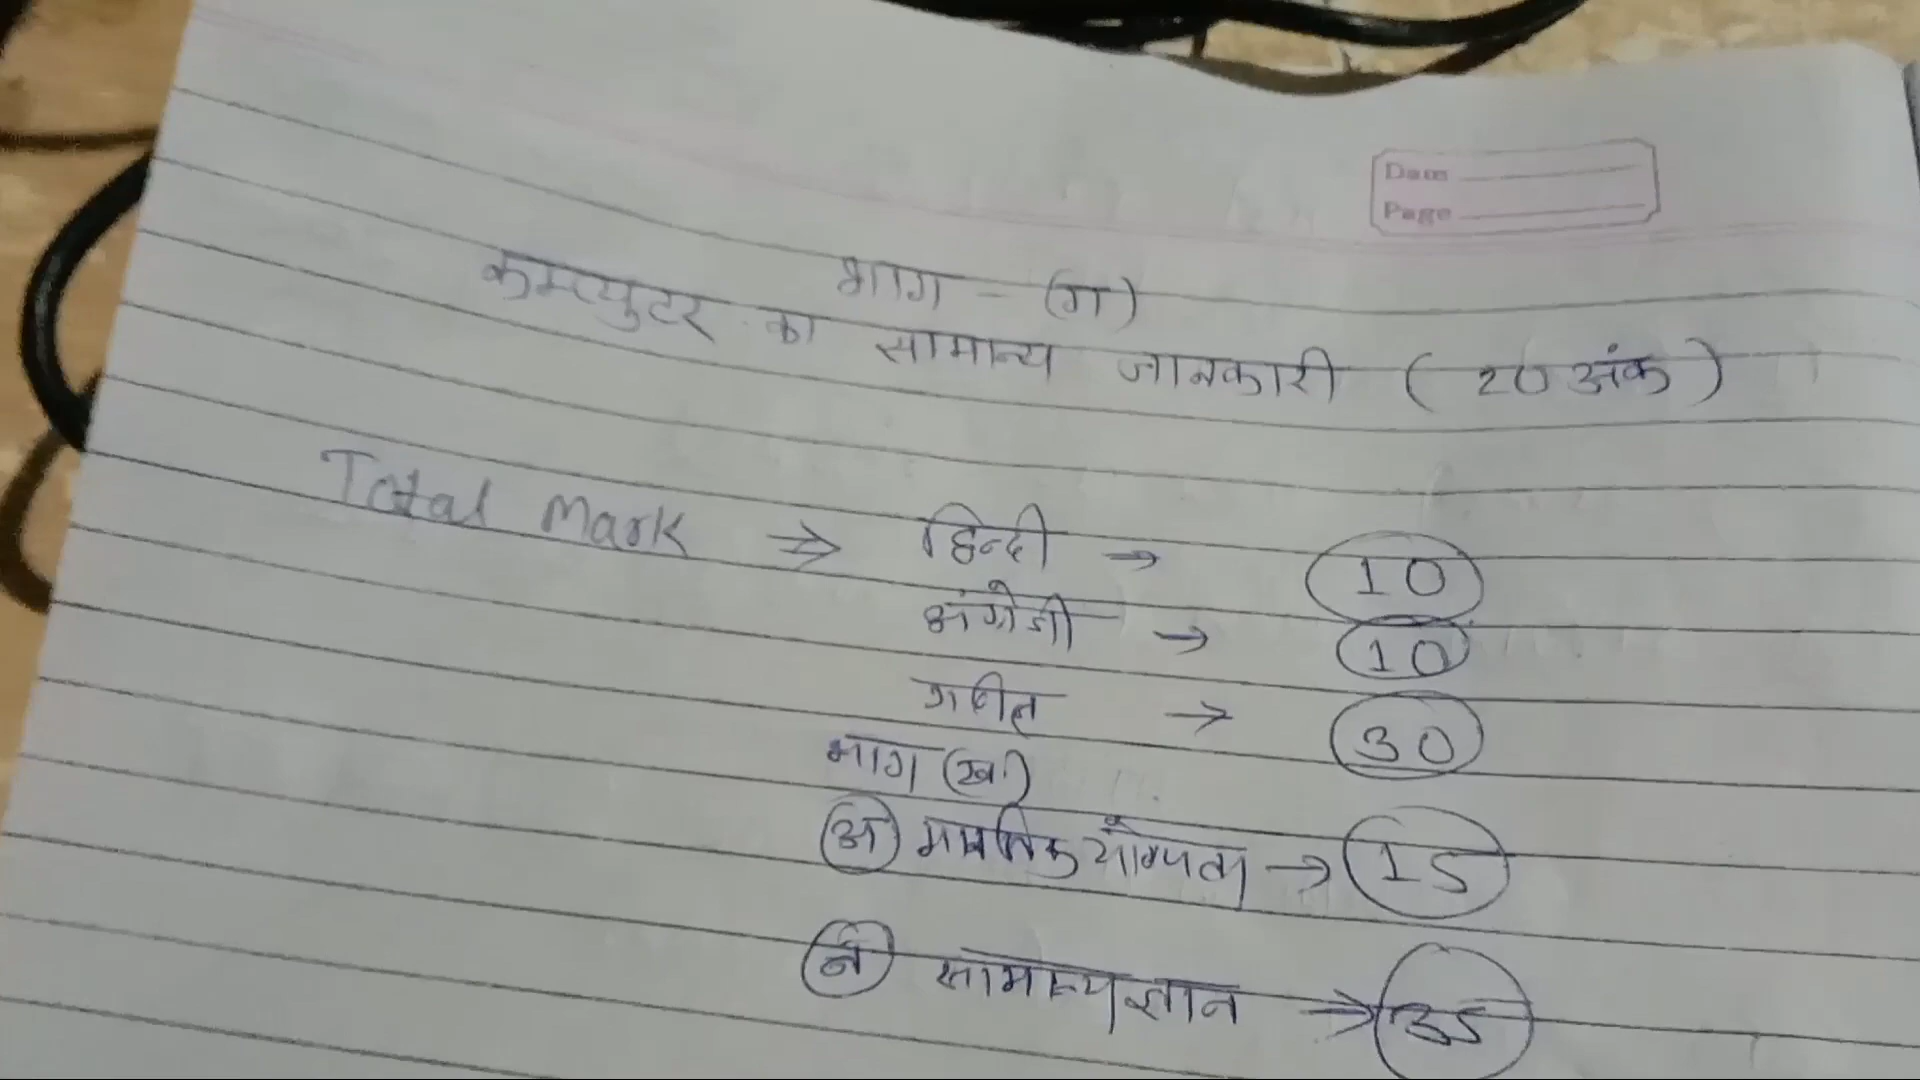 Date
Page
भाग - (ग)
कम्प्युटर का सामान्य जानकारी ( 20 अंक )
Total Mark ⇒ हिन्दी → 10
अंग्रेजी → 10
गणीत → 30
भाग (ख)
अ मानसिक योग्यता → 15
सामान्य ज्ञान → 35